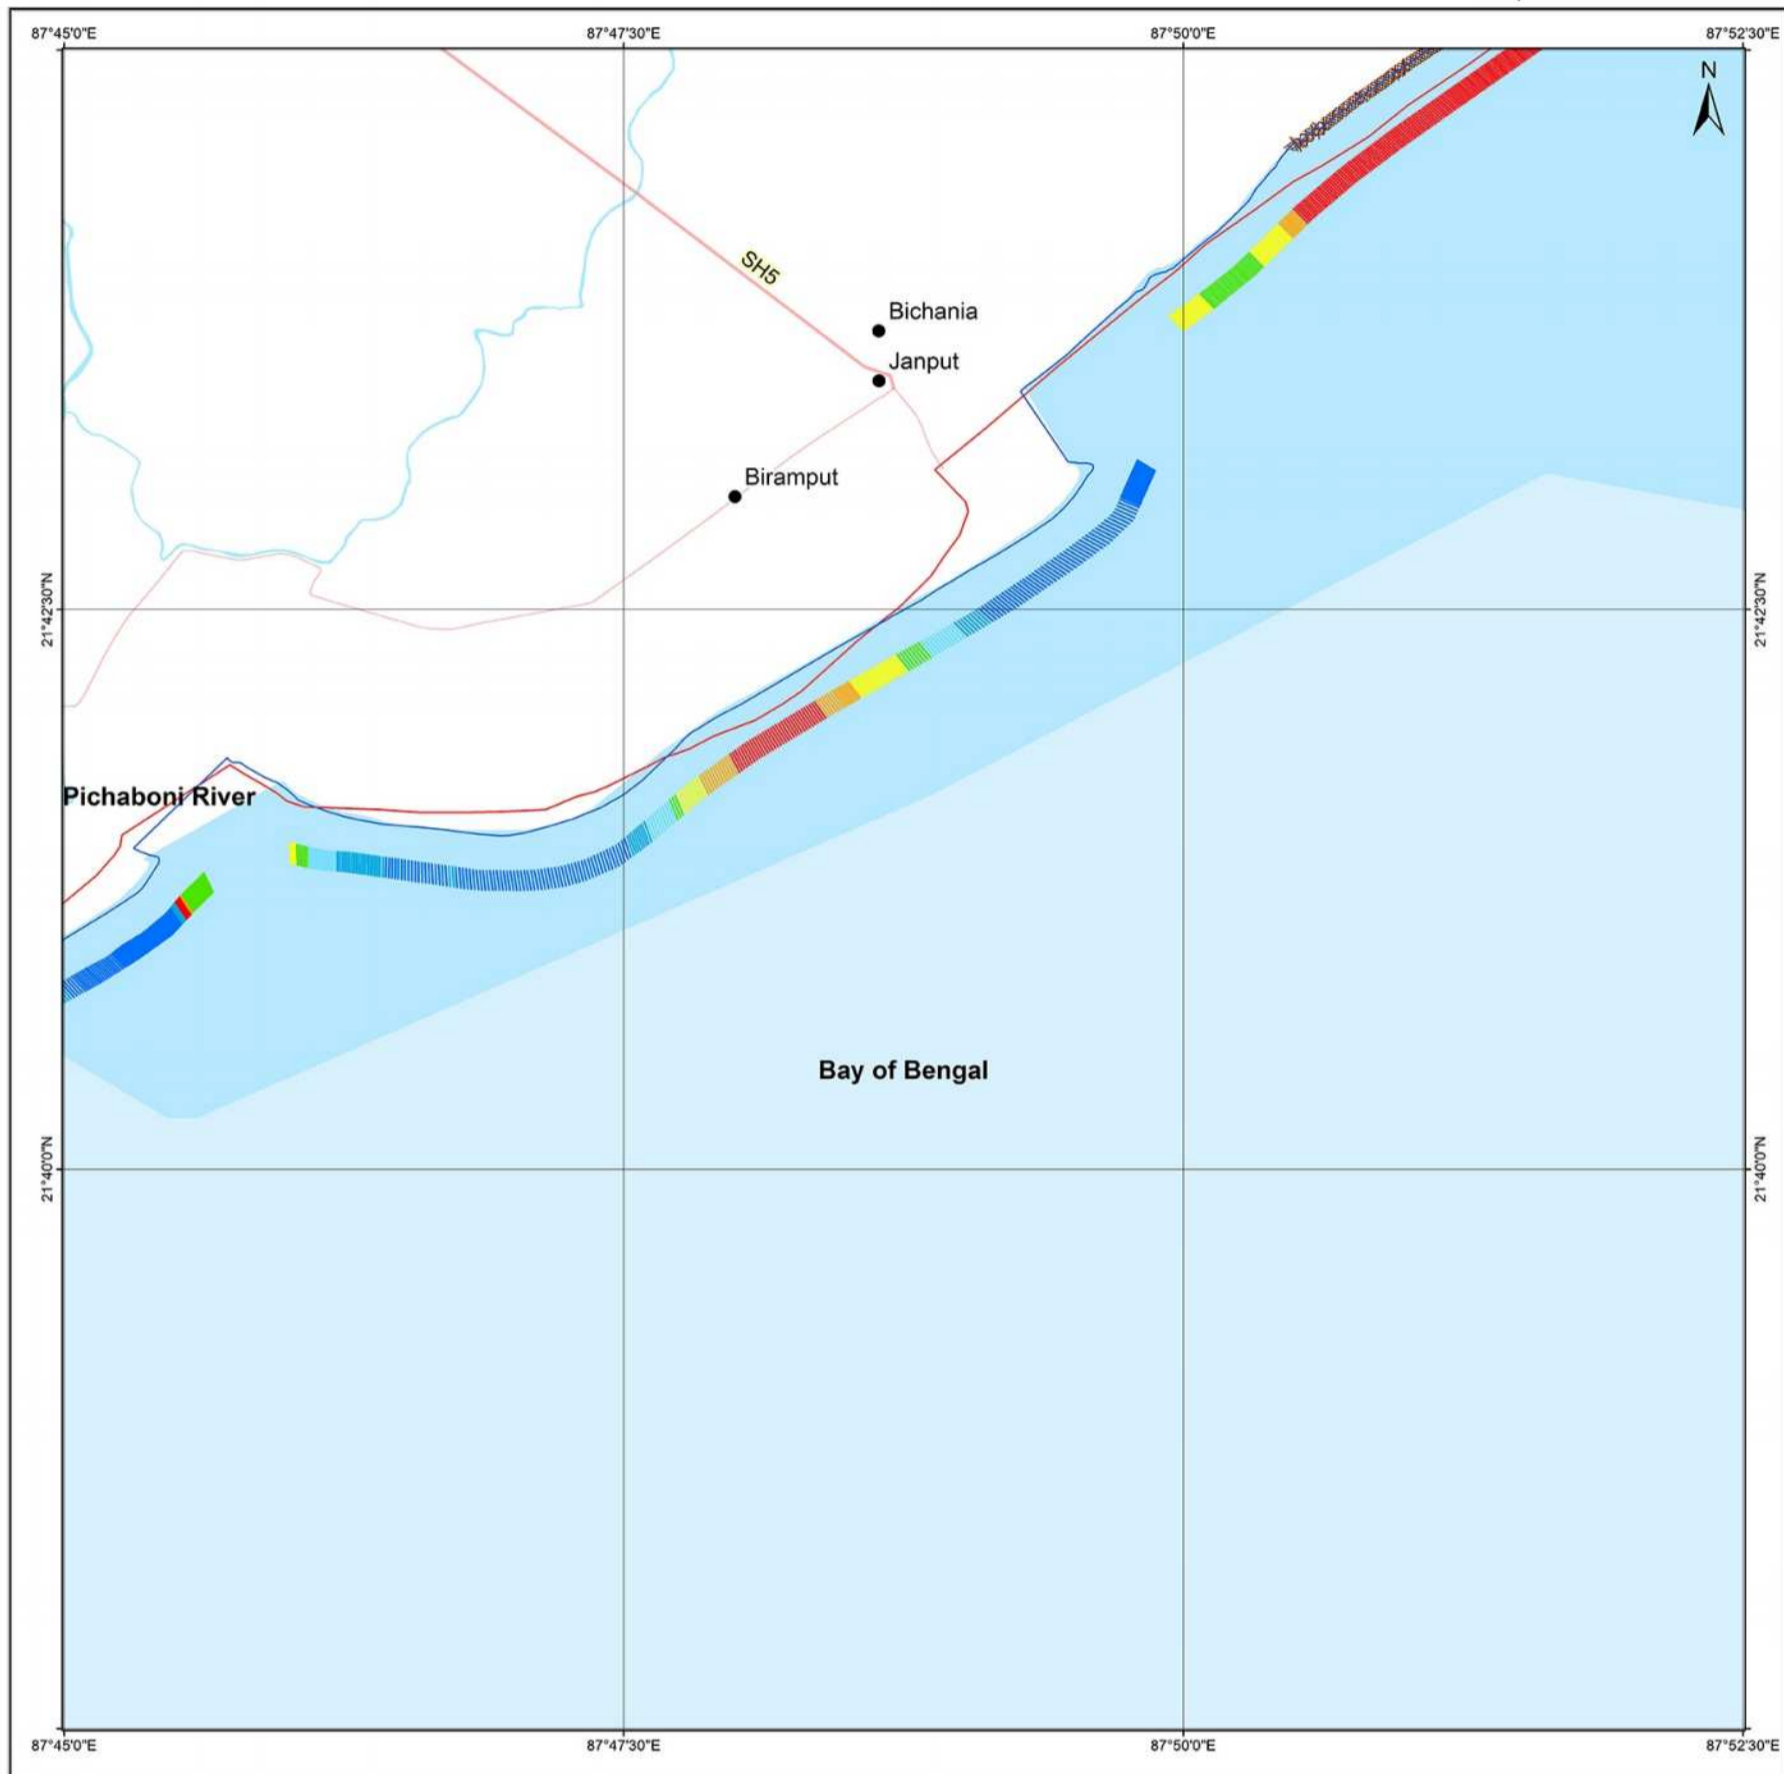 87°45'0"E 87°47'30"E 87°50'0"E 87°52'30"E
N
SH5
Bichania
Janput
Biramput
21°42'30"N 21°42'30"N
Pichaboni River
Bay of Bengal
21°40'0"N 21°40'0"N
87°45'0"E 87°47'30"E 87°50'0"E 87°52'30"E